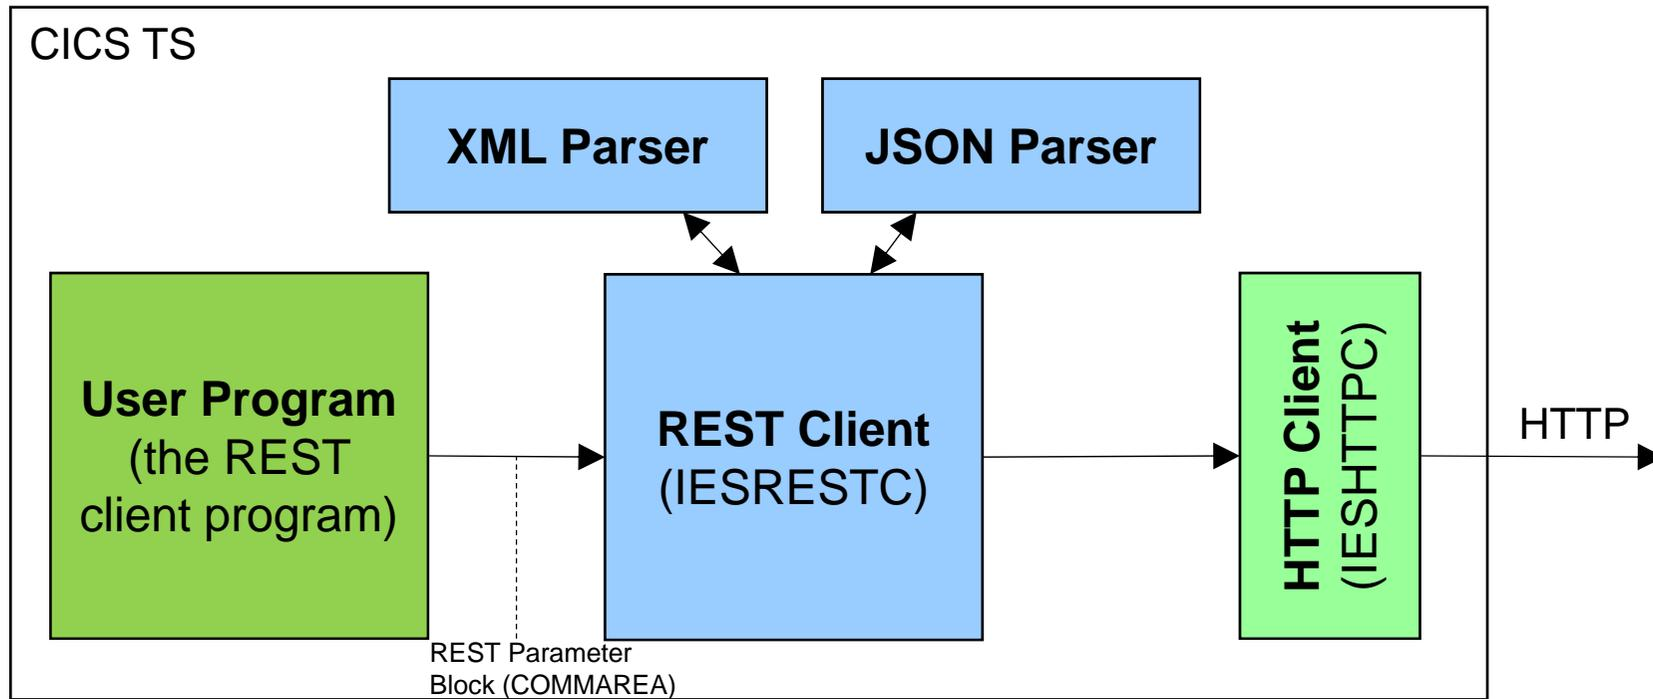 CICS TS
XML Parser
JSON Parser
User Program
(the REST
client program)
REST Client
(IESRESTC)
HTTP Client
(IESHTTPC)
HTTP
REST Parameter
Block (COMMAREA)